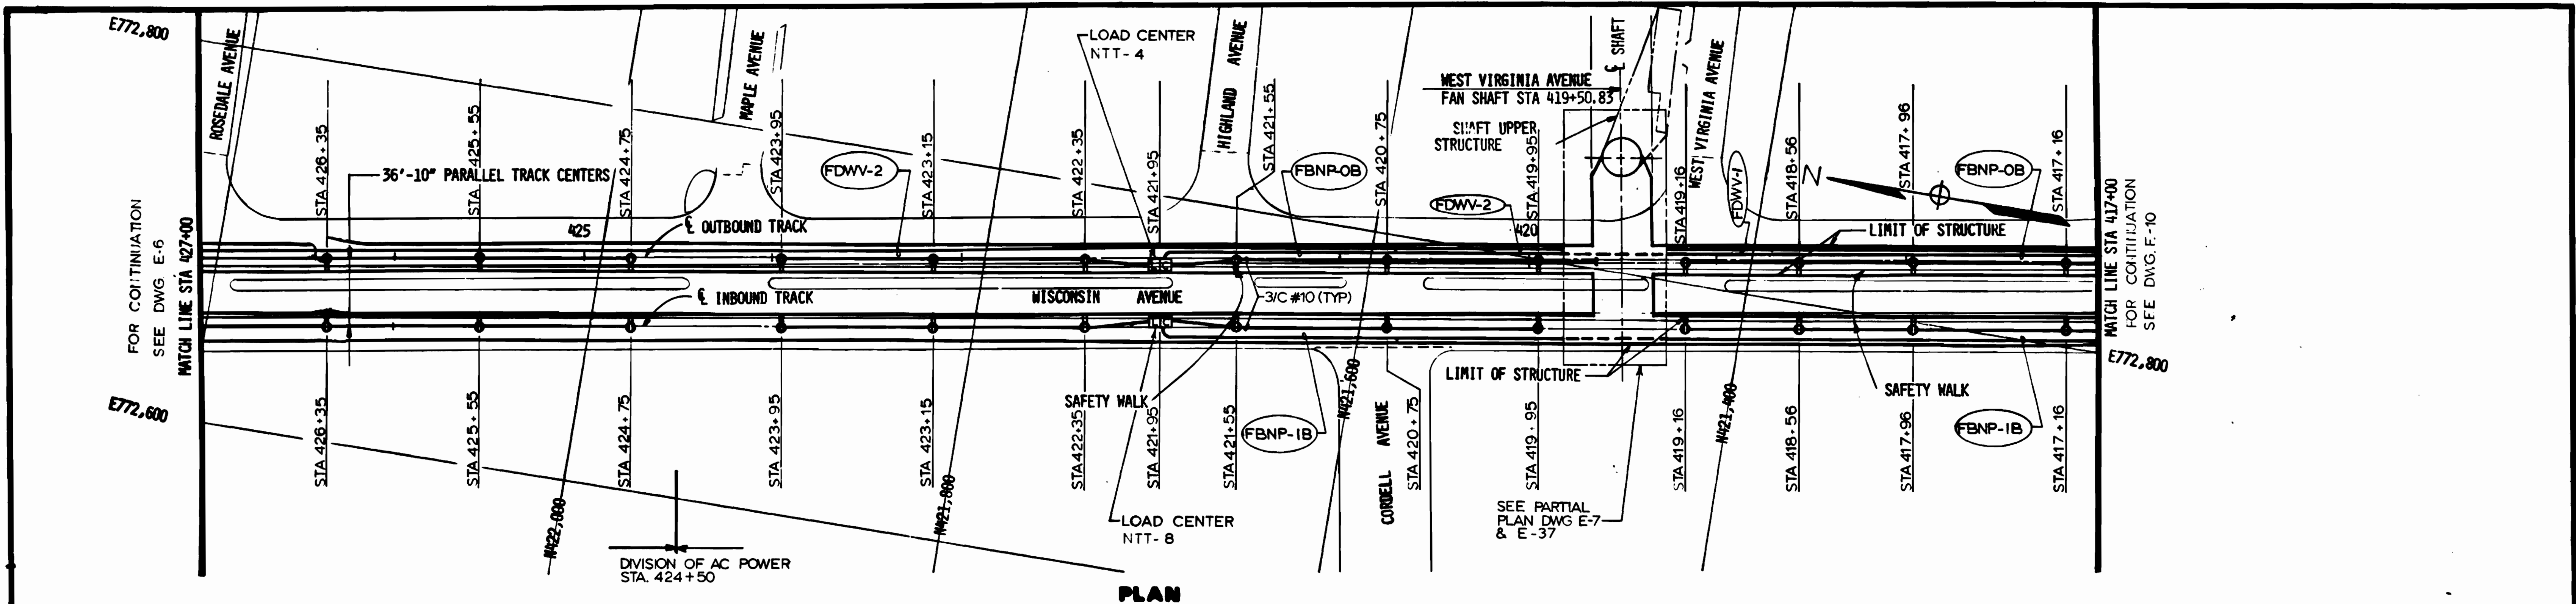 E772,800
ROSEDALE AVENUE
MAPLE AVENUE
LOAD CENTER
NTT-4
HIGHLAND AVENUE
WEST VIRGINIA AVENUE
FAN SHAFT STA 419+50.83
℄ SHAFT
SHAFT UPPER
STRUCTURE
WEST VIRGINIA AVENUE
STA 426+35
STA 425+55
STA 424+75
STA 423+95
STA 423+15
STA 422+35
STA 421+95
STA 421+55
STA 420+75
STA 419+95
STA 419+16
STA 418+56
STA 417+96
STA 417+16
36'-10" PARALLEL TRACK CENTERS
FDWV-2
FBNP-0B
FDWV-2
FDWV-1
N
FBNP-0B
425
℄ OUTBOUND TRACK
420
LIMIT OF STRUCTURE
FOR CONTINUATION
SEE DWG E-6
MATCH LINE STA 427+00
MATCH LINE STA 417+00
FOR CONTINUATION
SEE DWG. E-10
℄ INBOUND TRACK
WISCONSIN AVENUE
3/C #10 (TYP)
E772,800
E772,600
SAFETY WALK
LIMIT OF STRUCTURE
SAFETY WALK
STA 426+35
STA 425+55
STA 424+75
STA 423+95
STA 423+15
STA 422+35
STA 421+95
STA 421+55
FBNP-1B
N421,600
CORDELL AVENUE
STA 420+75
STA 419+95
STA 419+16
N421,400
STA 418+56
STA 417+96
FBNP-1B
STA 417+16
N422,000
N421,800
LOAD CENTER
NTT-8
SEE PARTIAL
PLAN DWG E-7
& E-37
DIVISION OF AC POWER
STA. 424+50
PLAN